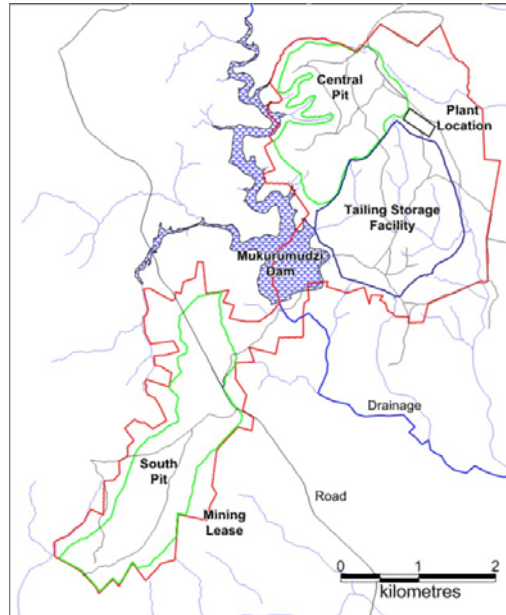 Central
Pit
Plant
Location
Tailing Storage
Facility
Mukurumudzi
Dam
Drainage
South
Pit
Road
Mining
Lease
0 1 2
kilometres